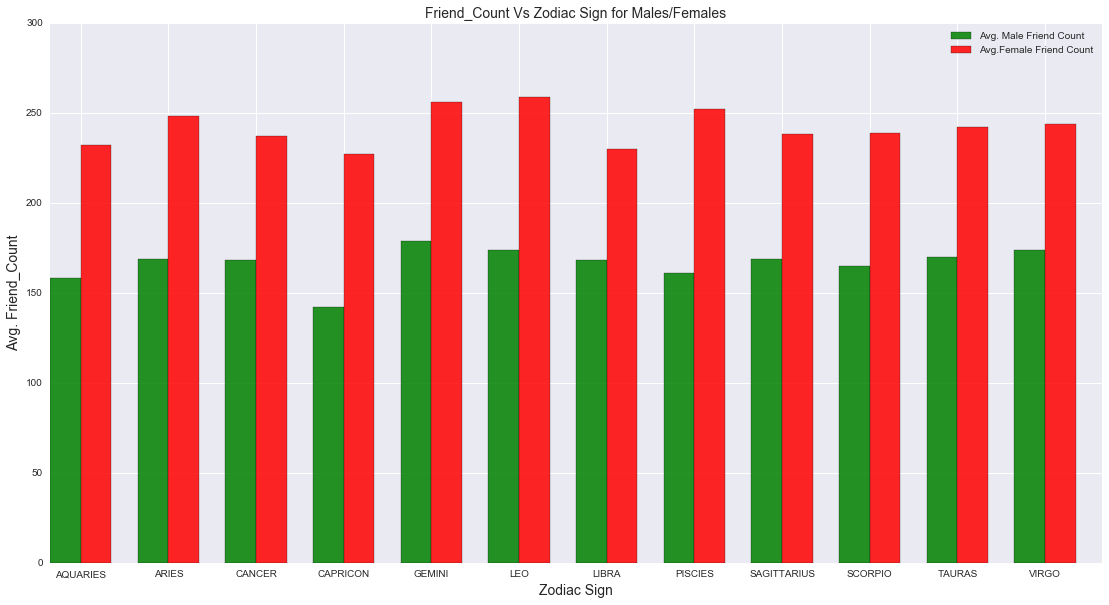 Friend_Count Vs Zodiac Sign for Males/Females
300
Avg. Male Friend Count
Avg.Female Friend Count
250
200
150
100
50
0
Avg. Friend_Count
AQUARIES ARIES CANCER CAPRICON GEMINI LEO LIBRA PISCIES SAGITTARIUS SCORPIO TAURAS VIRGO
Zodiac Sign